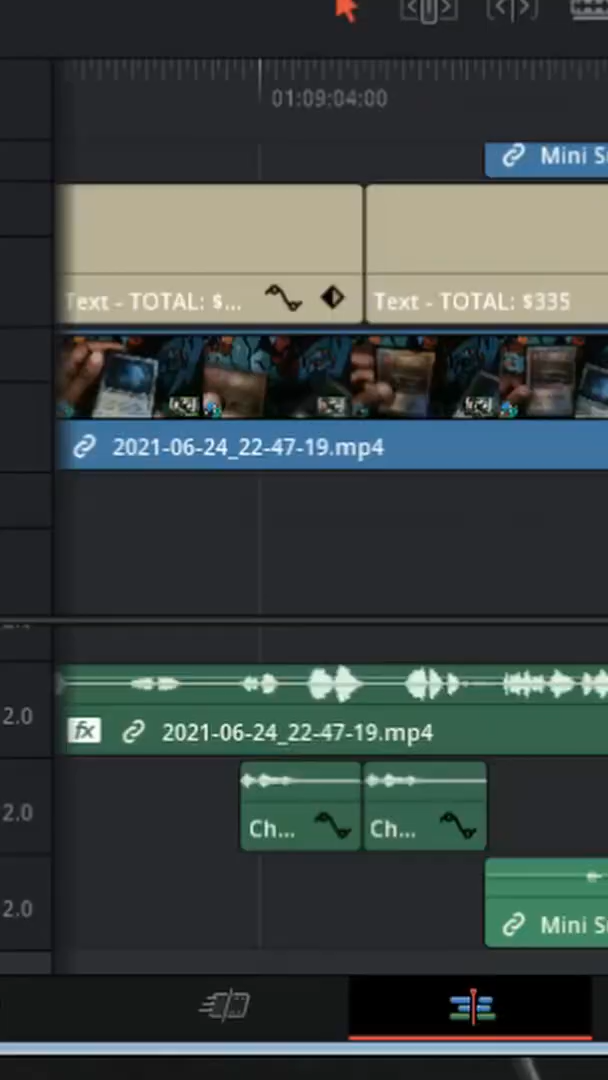 01:09:04:00
Mini S
Text - TOTAL: $...
Text - TOTAL: $335
2021-06-24_22-47-19.mp4
2.0
fx
2021-06-24_22-47-19.mp4
2.0
Ch...
Ch...
2.0
Mini S